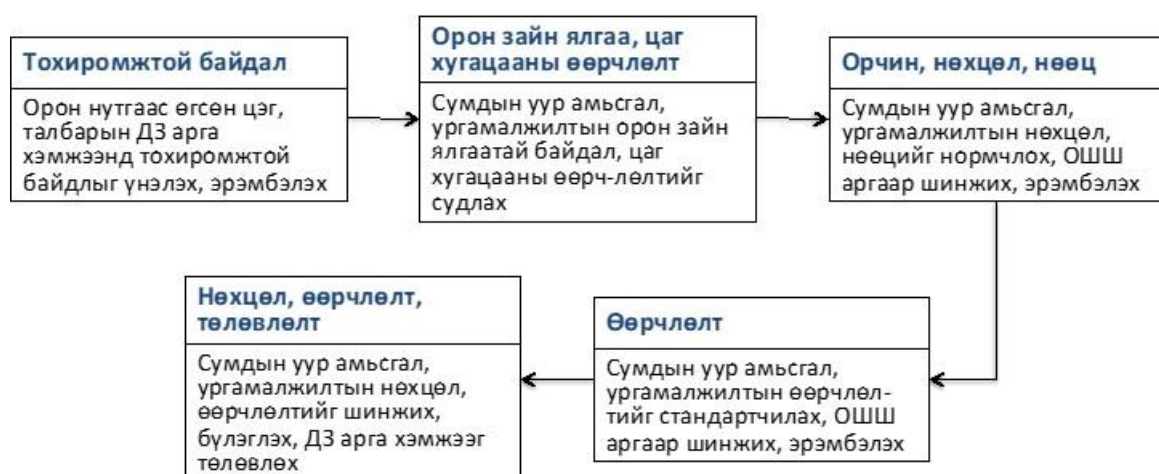 Тохиромжтой байдал
Орон нутгаас өгсөн цэг,
талбарын ДЗ арга
хэмжээнд тохиромжтой
байдлыг үнэлэх, эрэмбэлэх
Орон зайн ялгаа, цаг
хугацааны өөрчлөлт
Сумдын уур амьсгал,
ургамалжилтын орон зайн
ялгаатай байдал, цаг
хугацааны өөрч-лөлтийг
судлах
Орчин, нөхцөл, нөөц
Сумдын уур амьсгал,
ургамалжилтын нөхцөл,
нөөцийг нормчлох, ОШШ
аргаар шинжих, эрэмбэлэх
Өөрчлөлт
Сумдын уур амьсгал,
ургамалжилтын өөрчлөл-
тийг стандартчилах, ОШШ
аргаар шинжих, эрэмбэлэх
Нөхцөл, өөрчлөлт,
төлөвлөлт
Сумдын уур амьсгал,
ургамалжилтын нөхцөл,
өөрчлөлтийг шинжих,
бүлэглэх, ДЗ арга хэмжээг
төлөвлөх